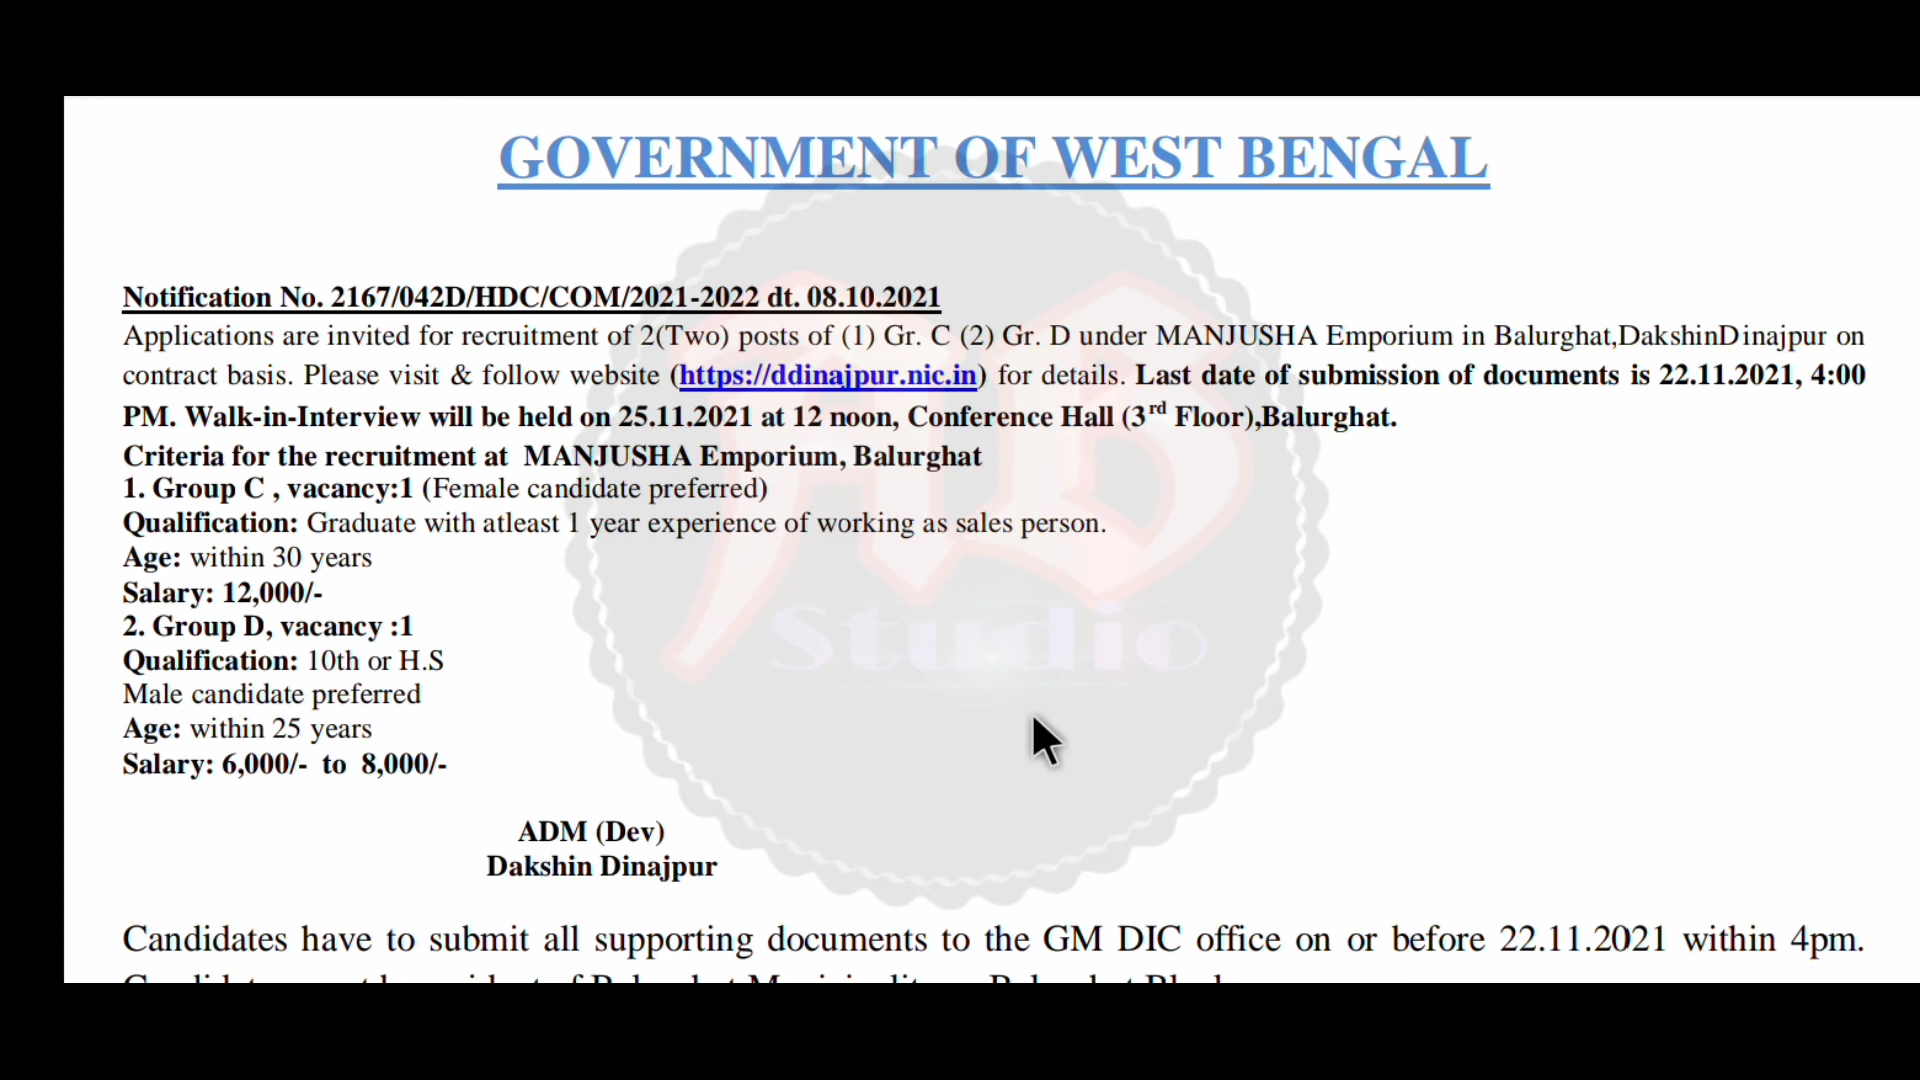 GOVERNMENT OF WEST BENGAL
Notification No. 2167/042D/HDC/COM/2021-2022 dt. 08.10.2021
Applications are invited for recruitment of 2(Two) posts of (1) Gr. C (2) Gr. D under MANJUSHA Emporium in Balurghat,DakshinDinajpur on
contract basis. Please visit & follow website (https://ddinajpur.nic.in) for details. Last date of submission of documents is 22.11.2021, 4:00
PM. Walk-in-Interview will be held on 25.11.2021 at 12 noon, Conference Hall (3rd Floor),Balurghat.
Criteria for the recruitment at MANJUSHA Emporium, Balurghat
1. Group C , vacancy:1 (Female candidate preferred)
Qualification: Graduate with atleast 1 year experience of working as sales person.
Age: within 30 years
Salary: 12,000/-
2. Group D, vacancy :1
Qualification: 10th or H.S
Male candidate preferred
Age: within 25 years
Salary: 6,000/- to 8,000/-
ADM (Dev)
Dakshin Dinajpur
Candidates have to submit all supporting documents to the GM DIC office on or before 22.11.2021 within 4pm.
AB
Studio